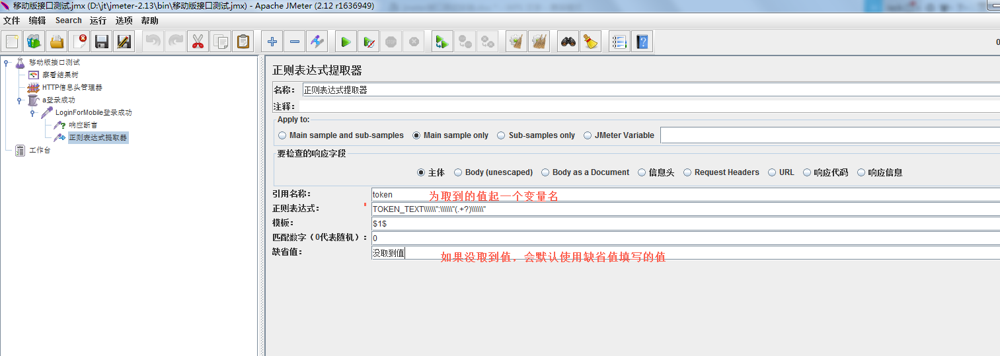 移动版接口测试.jmx (D:\jt\jmeter-2.13\bin\移动版接口测试.jmx) - Apache JMeter (2.12 r1636949)
文件 编辑 Search 运行 选项 帮助
0
移动版接口测试
察看结果树
HTTP信息头管理器
a登录成功
LoginForMobile登录成功
响应断言
正则表达式提取器
工作台
正则表达式提取器
名称： 正则表达式提取器
注释：
Apply to:
Main sample and sub-samples Main sample only Sub-samples only JMeter Variable
要检查的响应字段
主体 Body (unescaped) Body as a Document 信息头 Request Headers URL 响应代码 响应信息
引用名称： token 为取到的值起一个变量名
正则表达式： TOKEN_TEXT\\\\\\":\\\\\\"(.+?)\\\\\\"
模板： $1$
匹配数字（0代表随机）： 0
缺省值： 没取到值 如果没取到值，会默认使用缺省值填写的值